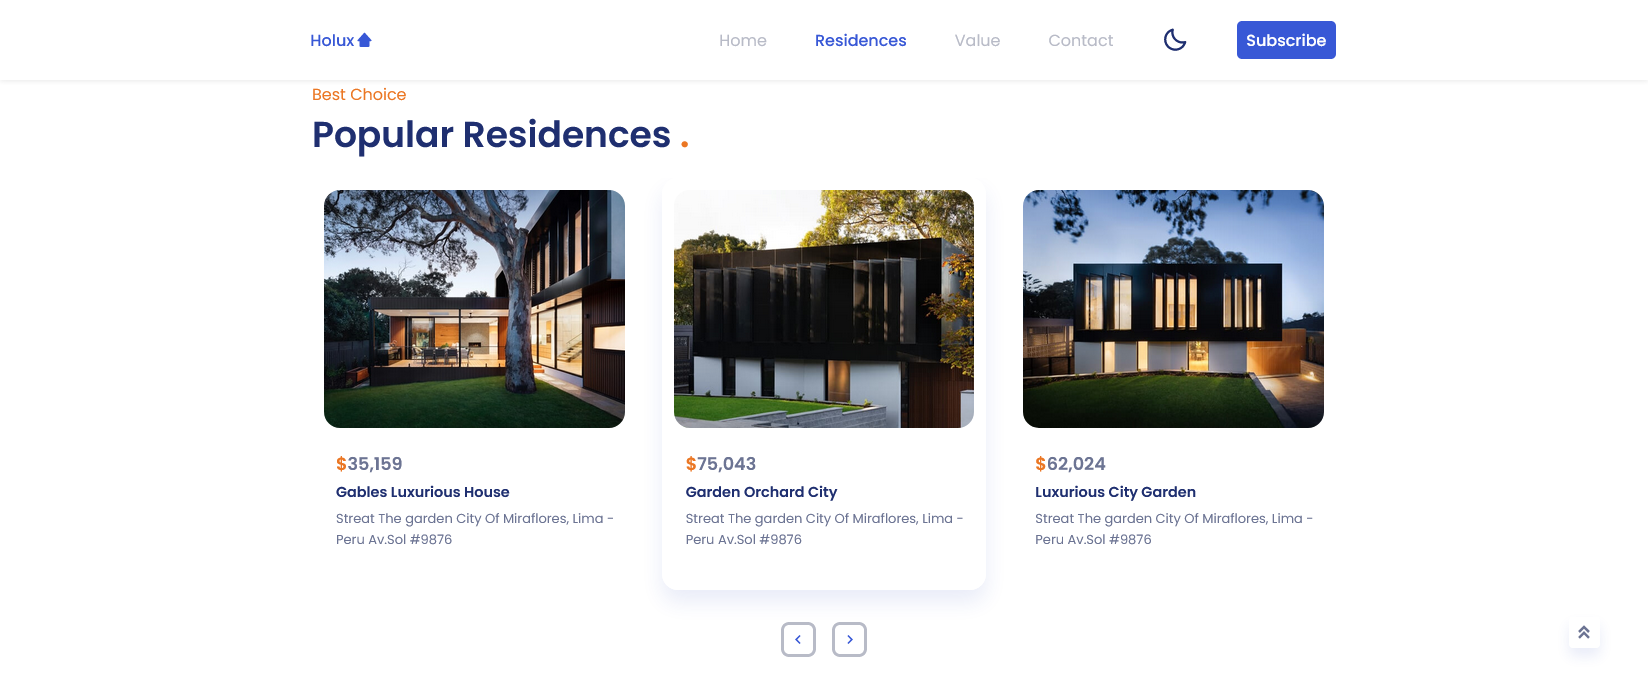 Holux
Home
Residences
Value
Contact
Subscribe
Best Choice
Popular Residences .
$35,159
Gables Luxurious House
Streat The garden City Of Miraflores, Lima -
Peru Av.Sol #9876
$75,043
Garden Orchard City
Streat The garden City Of Miraflores, Lima -
Peru Av.Sol #9876
$62,024
Luxurious City Garden
Streat The garden City Of Miraflores, Lima -
Peru Av.Sol #9876